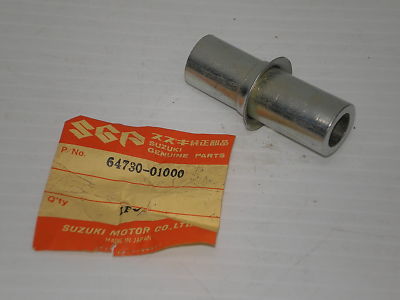 SGP スズキ純正部品
SUZUKI
GENUINE PARTS
P. No.
64730-01000
Q'ty
1PC
SUZUKI MOTOR CO.,LTD.
MADE IN JAPAN